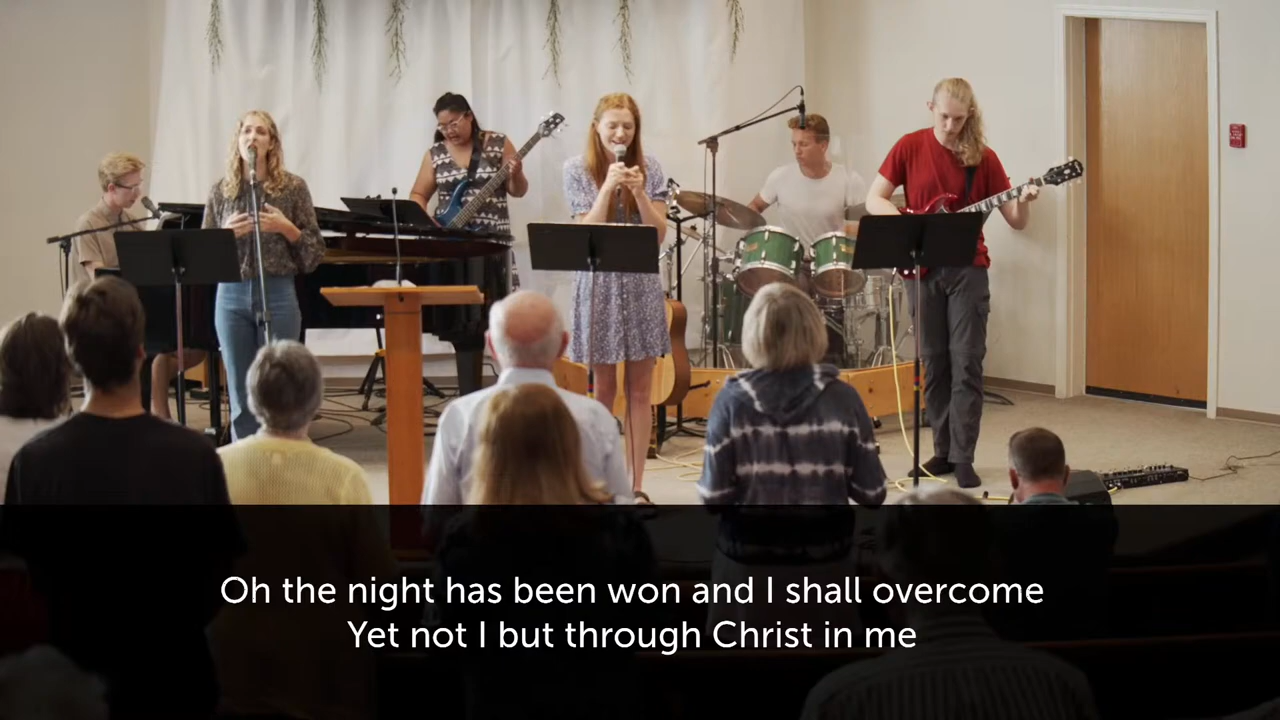 Oh the night has been won and I shall overcome
Yet not I but through Christ in me